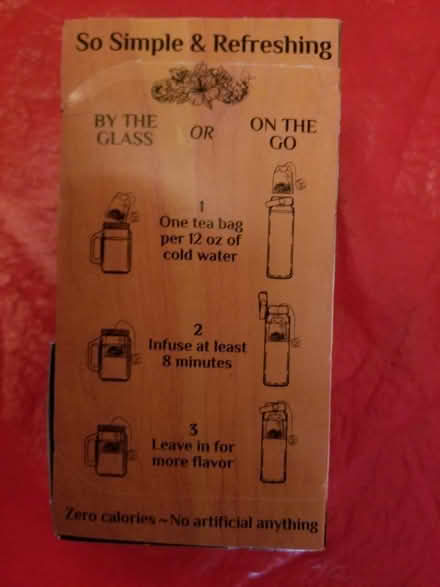 So Simple & Refreshing
BY THE
GLASS
OR
ON THE
GO
1
One tea bag
per 12 oz of
cold water
2
Infuse at least
8 minutes
3
Leave in for
more flavor
Zero calories ~ No artificial anything